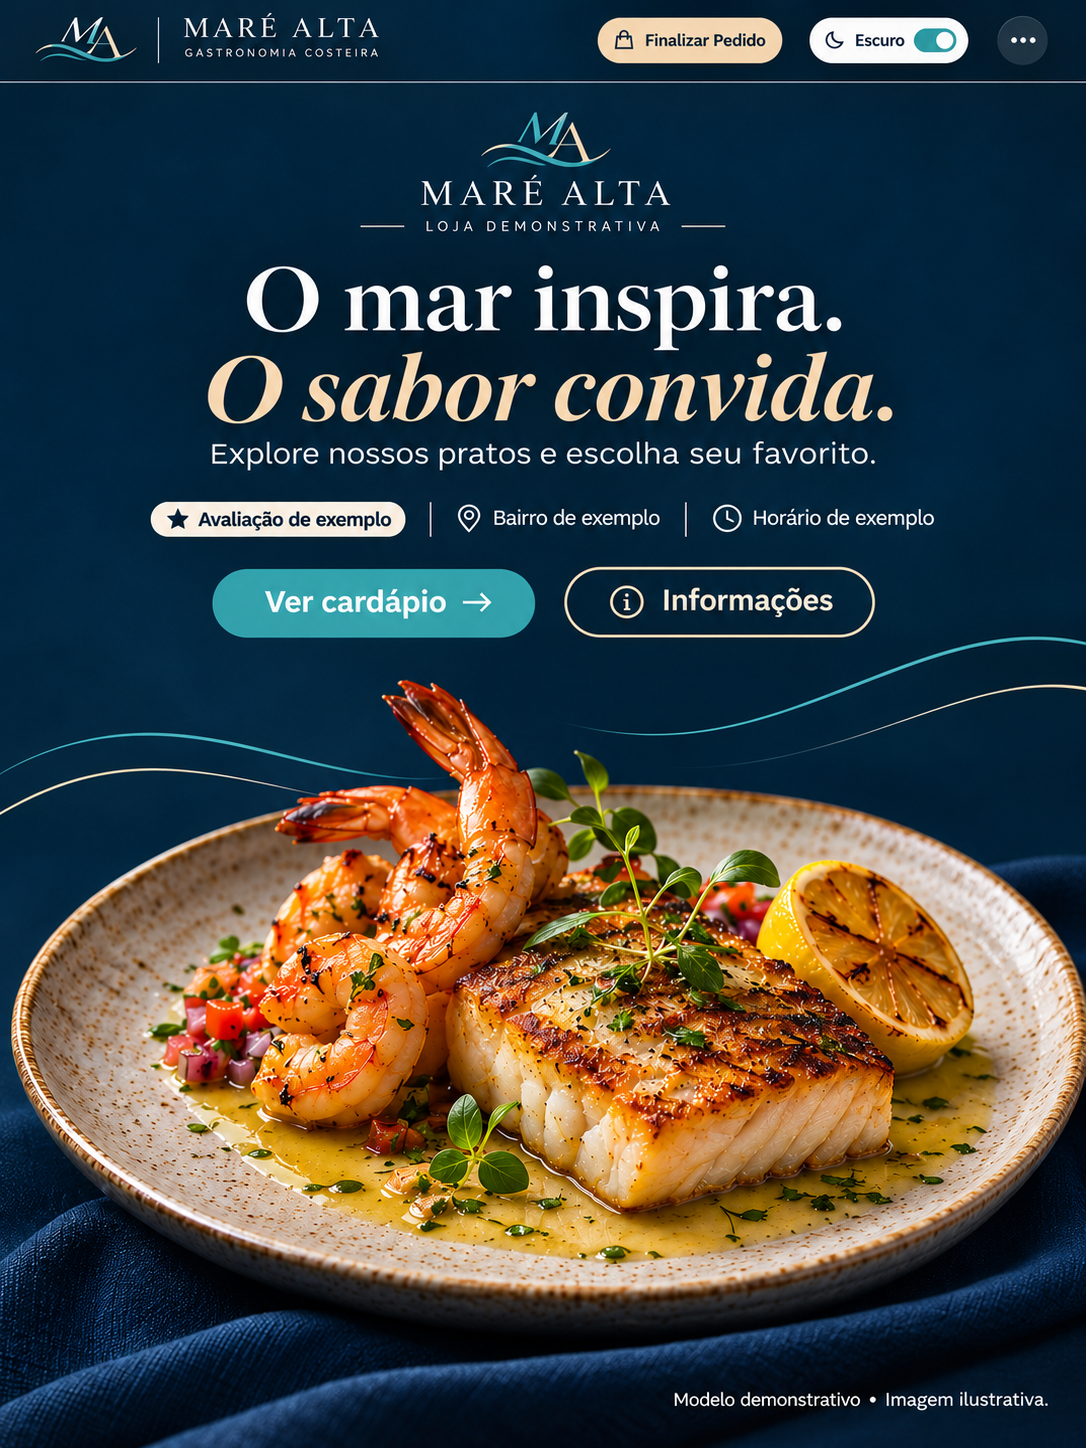 MA
MARÉ ALTA
GASTRONOMIA COSTEIRA
Finalizar Pedido
Escuro
MA
MARÉ ALTA
LOJA DEMONSTRATIVA
O mar inspira.
O sabor convida.
Explore nossos pratos e escolha seu favorito.
Avaliação de exemplo
Bairro de exemplo
Horário de exemplo
Ver cardápio →
Informações
Modelo demonstrativo • Imagem ilustrativa.